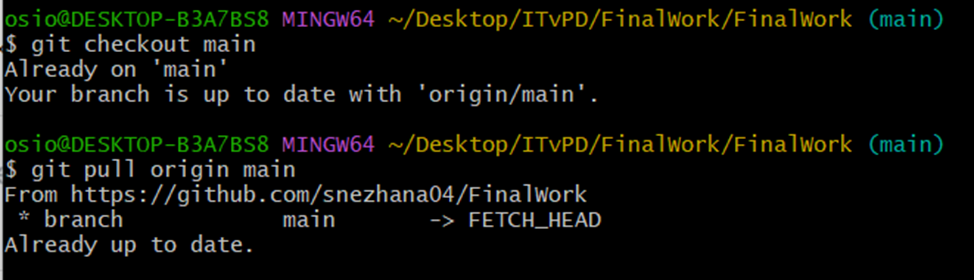 osio@DESKTOP-B3A7BS8 MINGW64 ~/Desktop/ITvPD/FinalWork/FinalWork (main)
$ git checkout main
Already on 'main'
Your branch is up to date with 'origin/main'.
osio@DESKTOP-B3A7BS8 MINGW64 ~/Desktop/ITvPD/FinalWork/FinalWork (main)
$ git pull origin main
From https://github.com/snezhana04/FinalWork
 * branch            main       -> FETCH_HEAD
Already up to date.